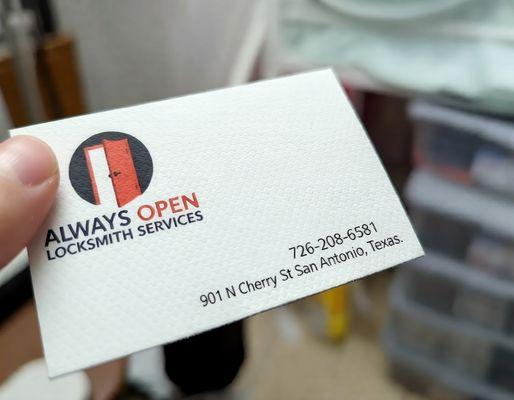 ALWAYS OPEN
LOCKSMITH SERVICES
726-208-6581
901 N Cherry St San Antonio, Texas.